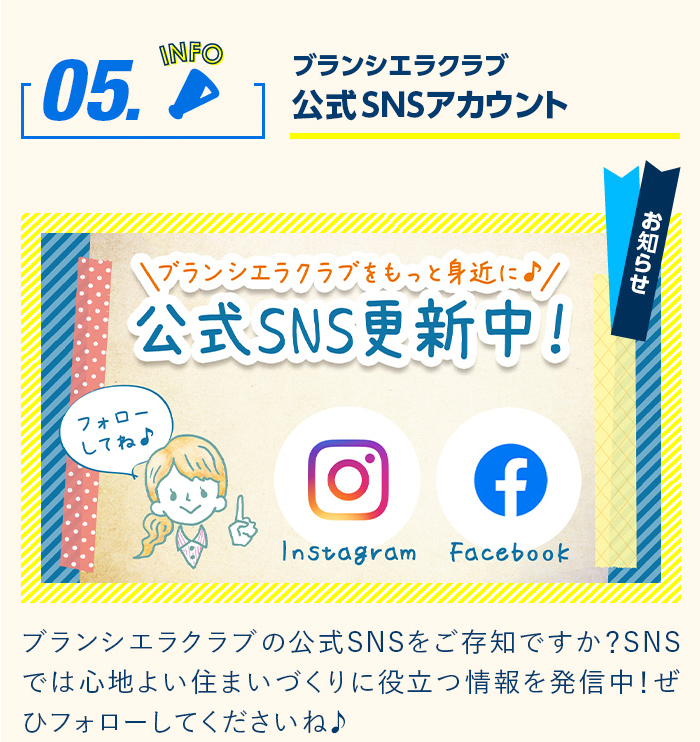 05.
INFO
ブランシエラクラブ
公式SNSアカウント
お知らせ
\ブランシエラクラブをもっと身近に♪/
公式SNS更新中!
フォロー
してね♪
Instagram
Facebook
ブランシエラクラブの公式SNSをご存知ですか?SNS
では心地よい住まいづくりに役立つ情報を発信中!ぜ
ひフォローしてくださいね♪